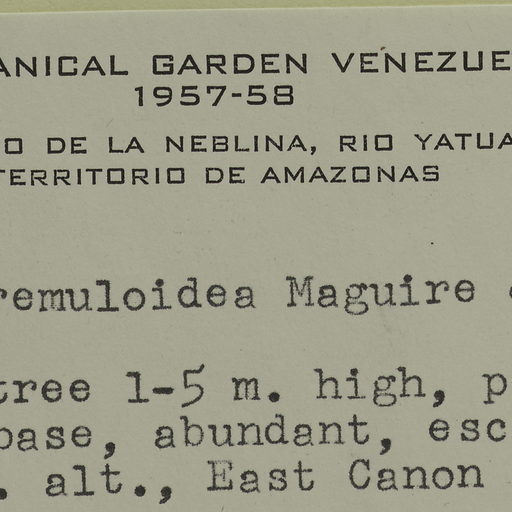 ANICAL GARDEN VENEZUE
1957-58
O DE LA NEBLINA, RIO YATUA
TERRITORIO DE AMAZONAS
remuloidea Maguire
tree 1-5 m. high, p
base, abundant, esc
. alt., East Canon